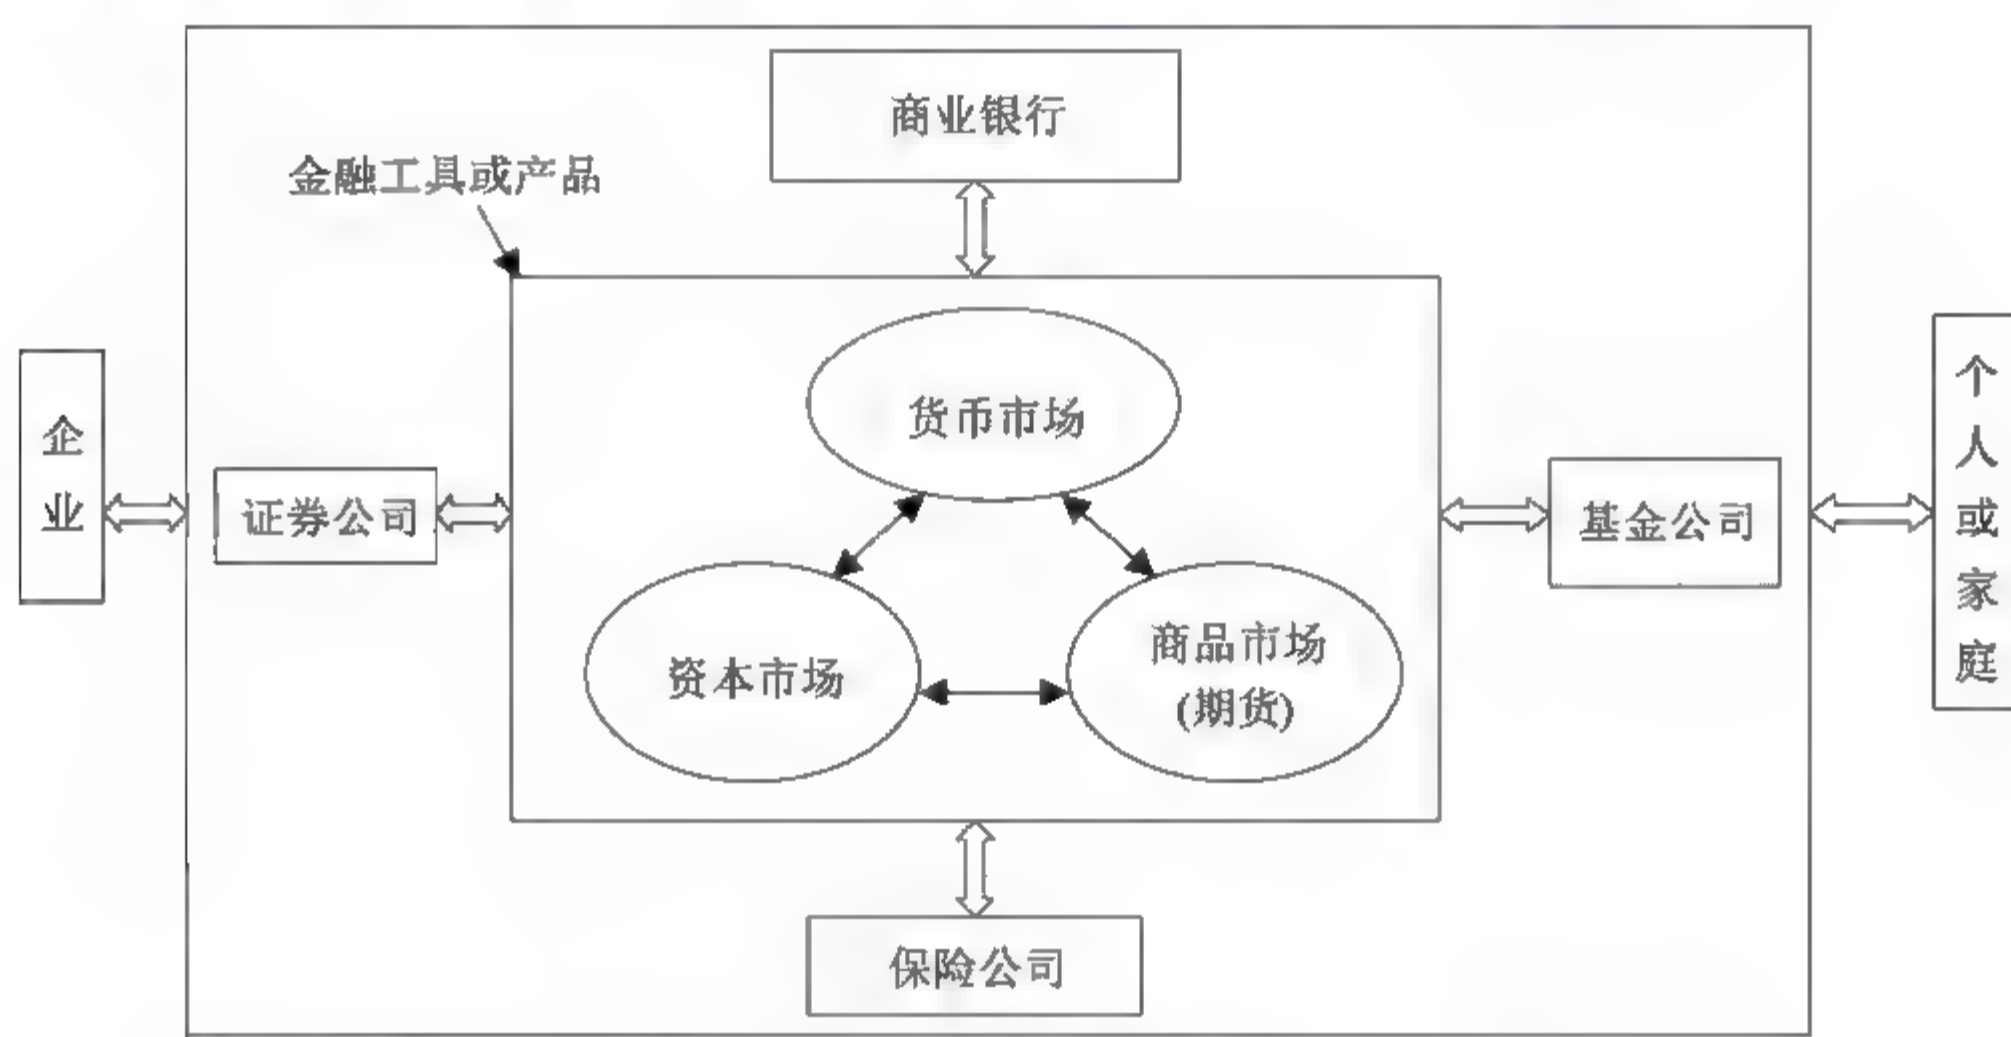 商业银行
金融工具或产品
货币市场
企业
证券公司
基金公司
个人或家庭
资本市场
商品市场
(期货)
保险公司